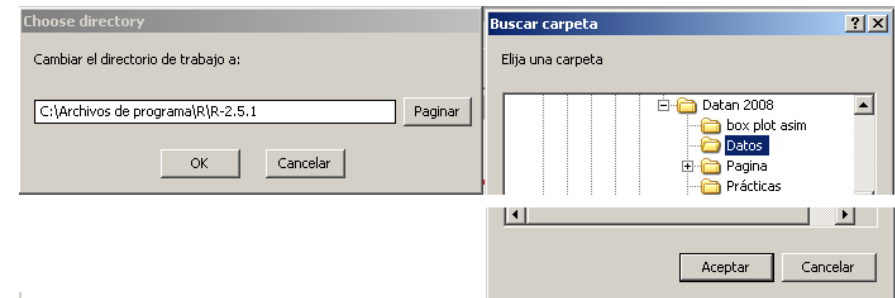 Choose directory
Cambiar el directorio de trabajo a:
C:\Archivos de programa\R\R-2.5.1
Paginar
OK
Cancelar
Buscar carpeta
Elija una carpeta
Datan 2008
box plot asim
Datos
Pagina
Prácticas
Aceptar
Cancelar